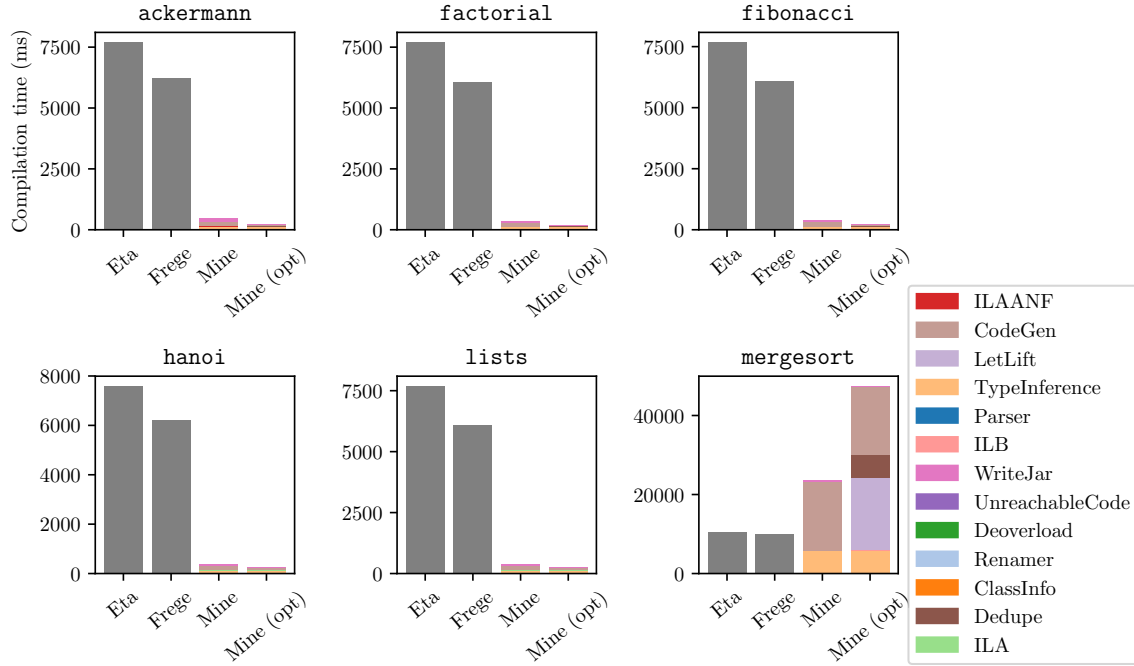 ackermann
factorial
fibonacci
Compilation time (ms)
7500
5000
2500
0
Eta
Frege
Mine
Mine (opt)
7500
5000
2500
0
Eta
Frege
Mine
Mine (opt)
7500
5000
2500
0
Eta
Frege
Mine
Mine (opt)
hanoi
lists
mergesort
8000
6000
4000
2000
0
Eta
Frege
Mine
Mine (opt)
7500
5000
2500
0
Eta
Frege
Mine
Mine (opt)
40000
20000
0
Eta
Frege
Mine
Mine (opt)
ILAANF
CodeGen
LetLift
TypeInference
Parser
ILB
WriteJar
UnreachableCode
Deoverload
Renamer
ClassInfo
Dedupe
ILA